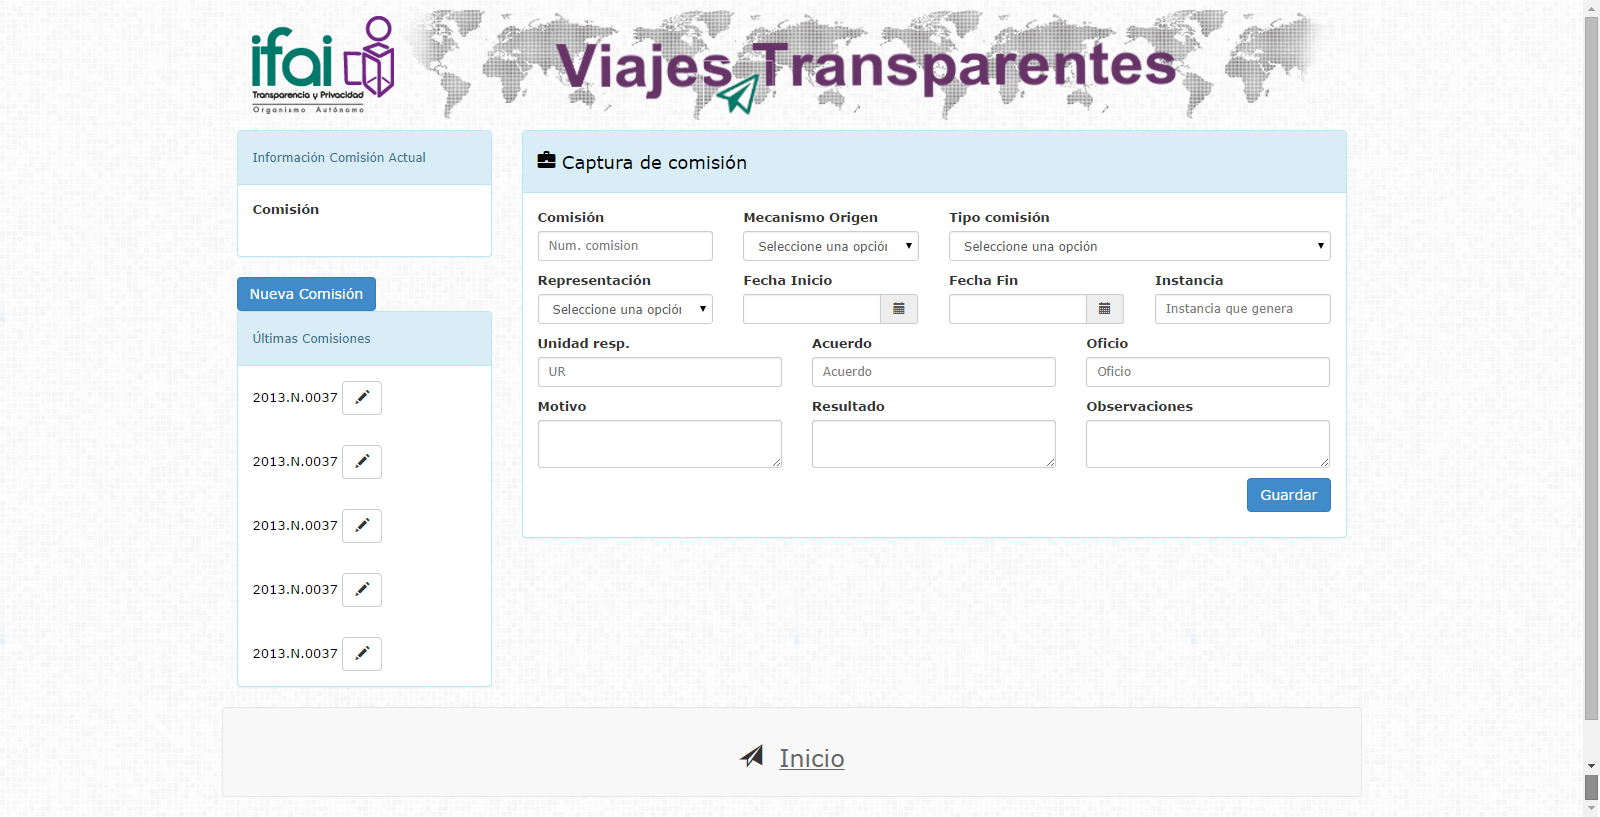 ifai
Transparencia y Privacidad
Organismo Autónomo
Viajes Transparentes
Información Comisión Actual
Comisión
Nueva Comisión
Últimas Comisiones
2013.N.0037
2013.N.0037
2013.N.0037
2013.N.0037
2013.N.0037
Captura de comisión
Comisión Mecanismo Origen Tipo comisión
Num. comision Seleccione una opción Seleccione una opción
Representación Fecha Inicio Fecha Fin Instancia
Seleccione una opción Instancia que genera
Unidad resp. Acuerdo Oficio
UR Acuerdo Oficio
Motivo Resultado Observaciones
Guardar
Inicio